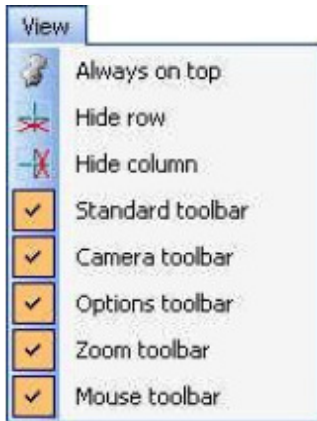 View
Always on top
Hide row
Hide column
Standard toolbar
Camera toolbar
Options toolbar
Zoom toolbar
Mouse toolbar